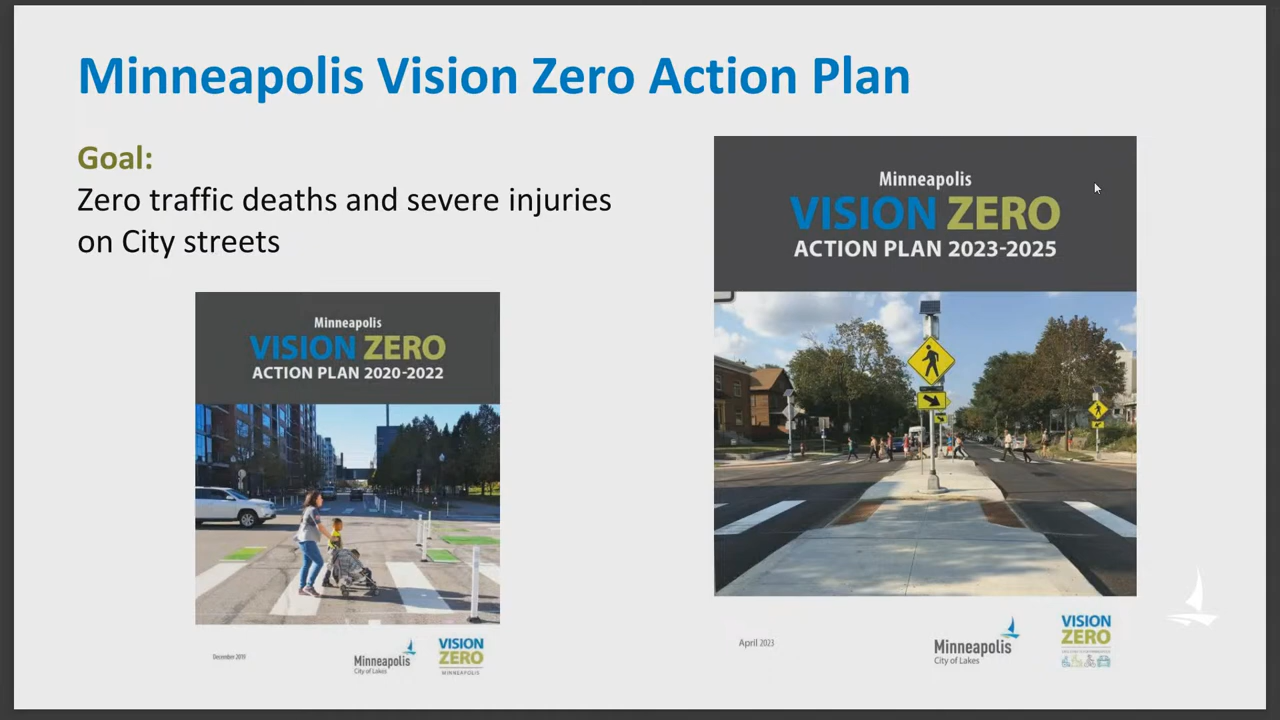 Minneapolis Vision Zero Action Plan
Goal:
Zero traffic deaths and severe injuries
on City streets
Minneapolis
VISION ZERO
ACTION PLAN 2020-2022
December 2019
Minneapolis
City of Lakes
VISION
ZERO
MINNEAPOLIS
Minneapolis
VISION ZERO
ACTION PLAN 2023-2025
April 2023
Minneapolis
City of Lakes
VISION
ZERO